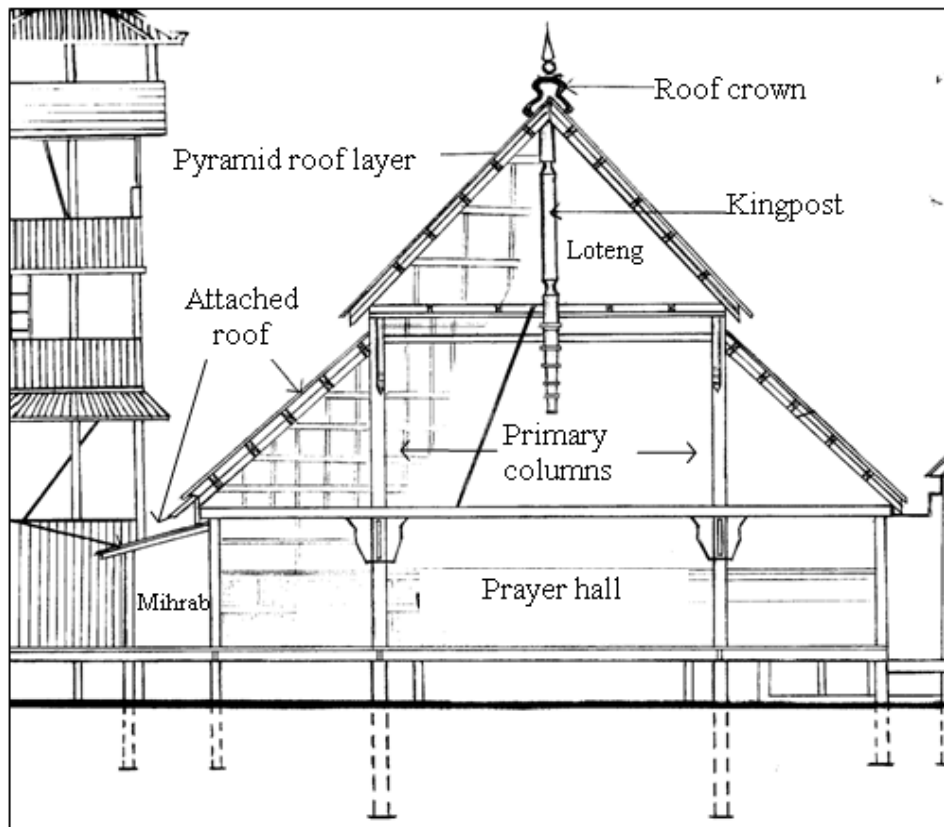 Roof crown
Pyramid roof layer
Kingpost
Loteng
Attached
roof
Primary
columns
Prayer hall
Mihrab